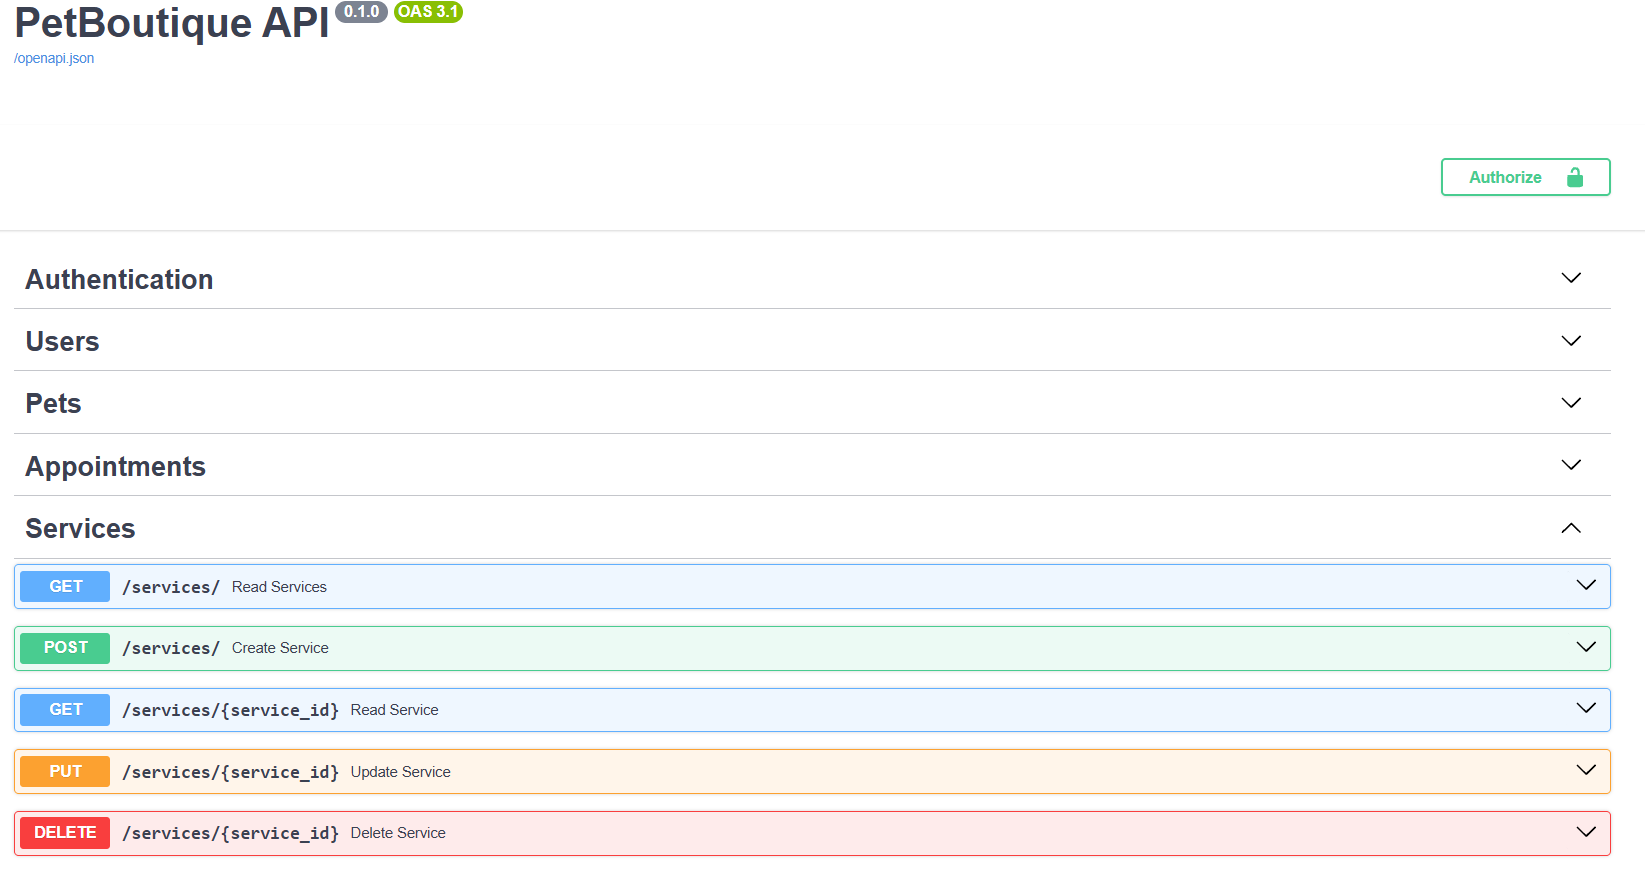 PetBoutique API 0.1.0 OAS 3.1
/openapi.json
Authorize
Authentication
Users
Pets
Appointments
Services
GET /services/ Read Services
POST /services/ Create Service
GET /services/{service_id} Read Service
PUT /services/{service_id} Update Service
DELETE /services/{service_id} Delete Service